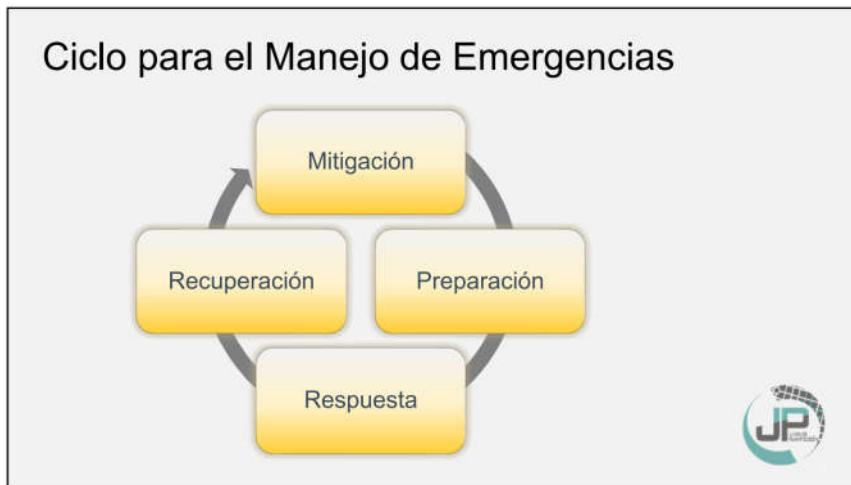 Ciclo para el Manejo de Emergencias
Mitigación
Recuperación
Preparación
Respuesta
JP